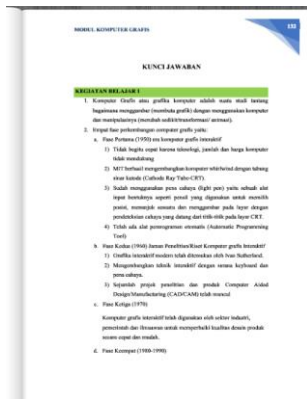 MODUL KOMPUTER GRAFIS
KUNCI JAWABAN
KEGIATAN BELAJAR 1
1. Komputer Grafis atau grafika komputer adalah suatu studi tentang
bagaimana menggambar (membuat grafik) dengan menggunakan komputer
dan manipulasinya (merubah sedikit/transformasi/ animasi).
2. Empat fase perkembangan computer grafis yaitu:
a. Fase Pertama (1950) era komputer grafis interaktif
1) Tidak begitu cepat karena teknologi, jumlah dan harga komputer
tidak mendukung
2) MIT berhasil mengembangkan komputer whirlwind dengan tabung
sinar katode (Cathode Ray Tube-CRT).
3) Sudah menggunakan pena cahaya (light pen) yaitu sebuah alat
input bentuknya seperti pensil yang digunakan untuk memilih
posisi, menunjuk sesuatu dan menggambar pada layar dengan
pendeteksian cahaya yang datang dari titik-titik pada layar CRT.
4) Telah ada alat pemrograman otomatis (Automatic Programming
Tool)
b. Fase Kedua (1960) Jaman Penelitian/Riset Komputer grafis Interaktif
1) Grafika interaktif modern telah ditemukan oleh Ivan Sutherland.
2) Mengembangkan teknik interaktif dengan sarana keyboard dan
pena cahaya.
3) Sejumlah projek penelitian dan produk Computer Aided
Design/Manufacturing (CAD/CAM) telah muncul
c. Fase Ketiga (1970)
Komputer grafis interaktif telah digunakan oleh sektor industri,
pemerintah dan ilmuwan untuk memperbaiki kualitas desain produk
secara cepat dan mudah.
d. Fase Keempat (1980-1990)